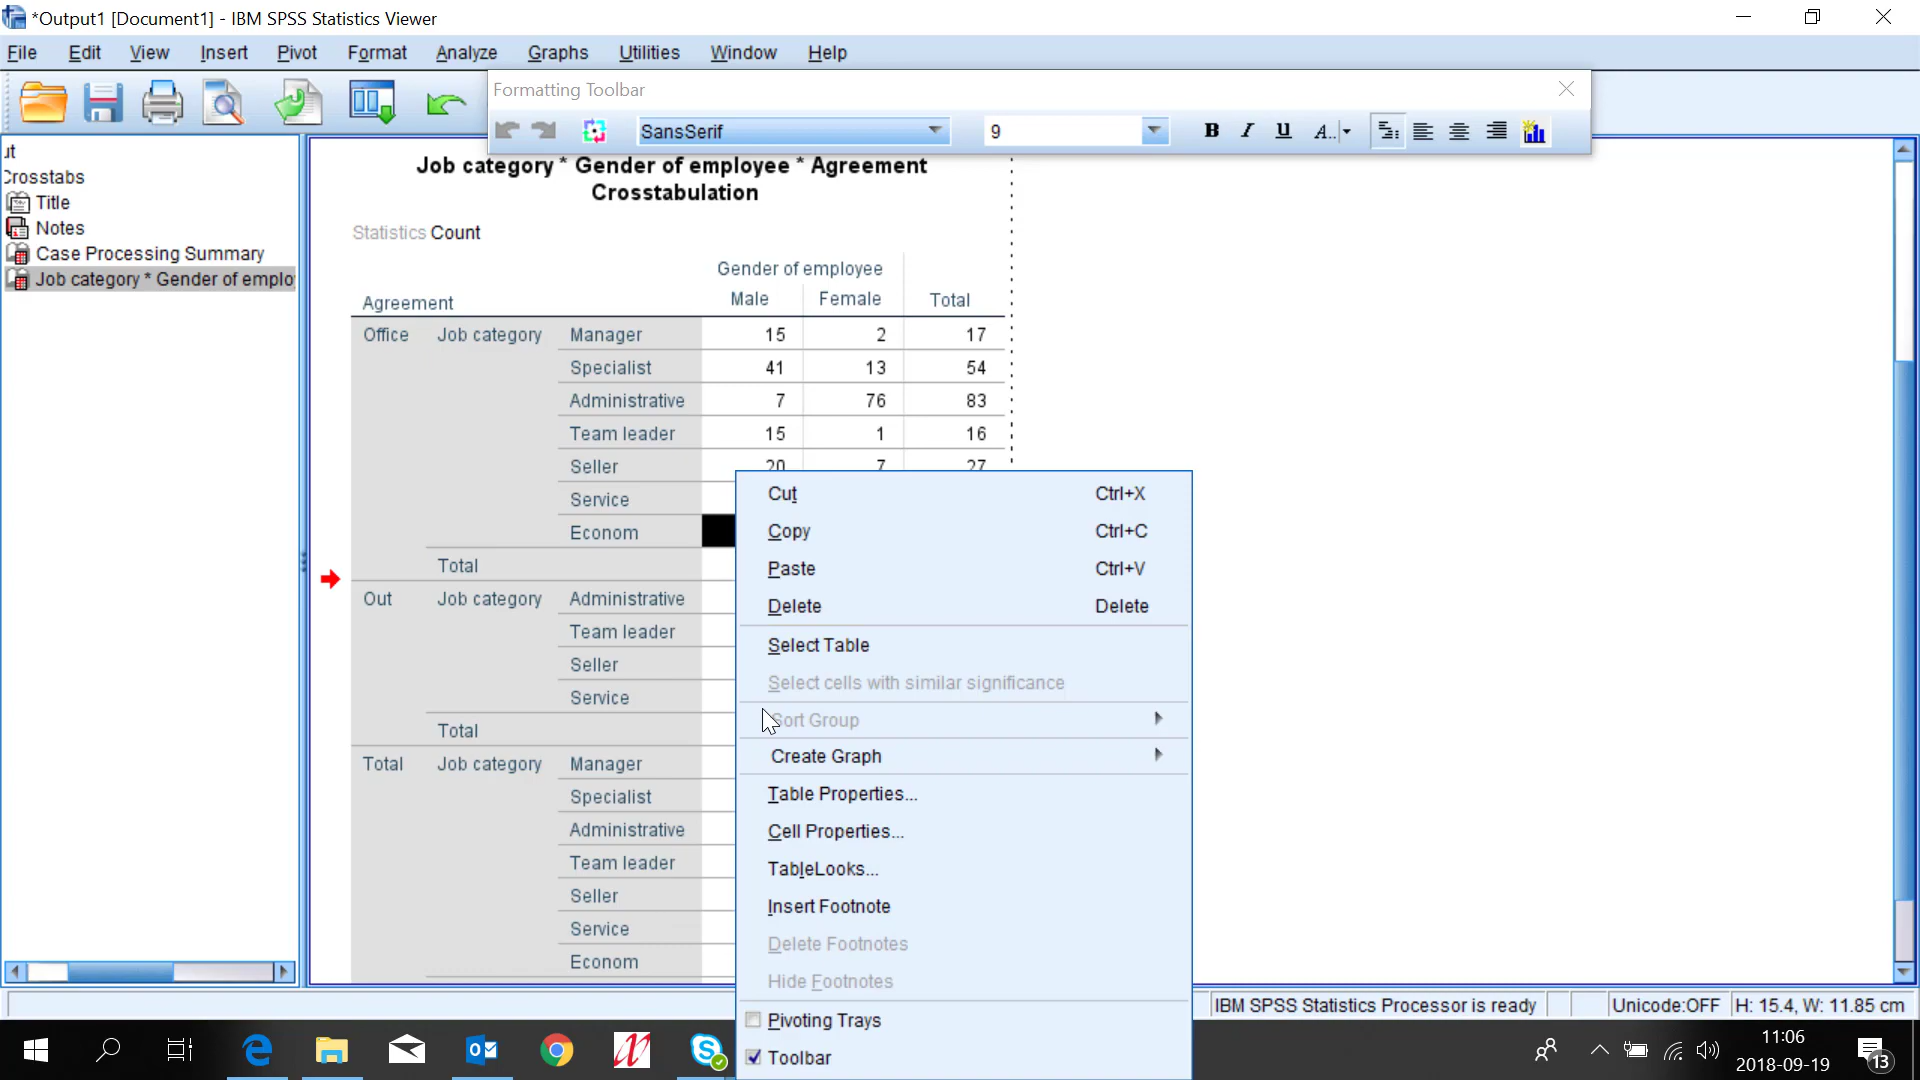 *Output1 [Document1] - IBM SPSS Statistics Viewer
File Edit View Insert Pivot Format Analyze Graphs Utilities Window Help
Formatting Toolbar
SansSerif 9 B I U A..
ut
Crosstabs
Title
Notes
Case Processing Summary
Job category * Gender of emplo
Job category * Gender of employee * Agreement
Crosstabulation
Statistics Count
Gender of employee
Agreement Male Female Total
Office Job category Manager 15 2 17
Specialist 41 13 54
Administrative 7 76 83
Team leader 15 1 16
Seller 20 7 27
Service
Econom
Total
Out Job category Administrative
Team leader
Seller
Service
Total
Total Job category Manager
Specialist
Administrative
Team leader
Seller
Service
Econom
Cut Ctrl+X
Copy Ctrl+C
Paste Ctrl+V
Delete Delete
Select Table
Select cells with similar significance
Sort Group
Create Graph
Table Properties...
Cell Properties...
TableLooks...
Insert Footnote
Delete Footnotes
Hide Footnotes
Pivoting Trays
Toolbar
IBM SPSS Statistics Processor is ready Unicode:OFF H: 15.4, W: 11.85 cm
11:06
2018-09-19
13